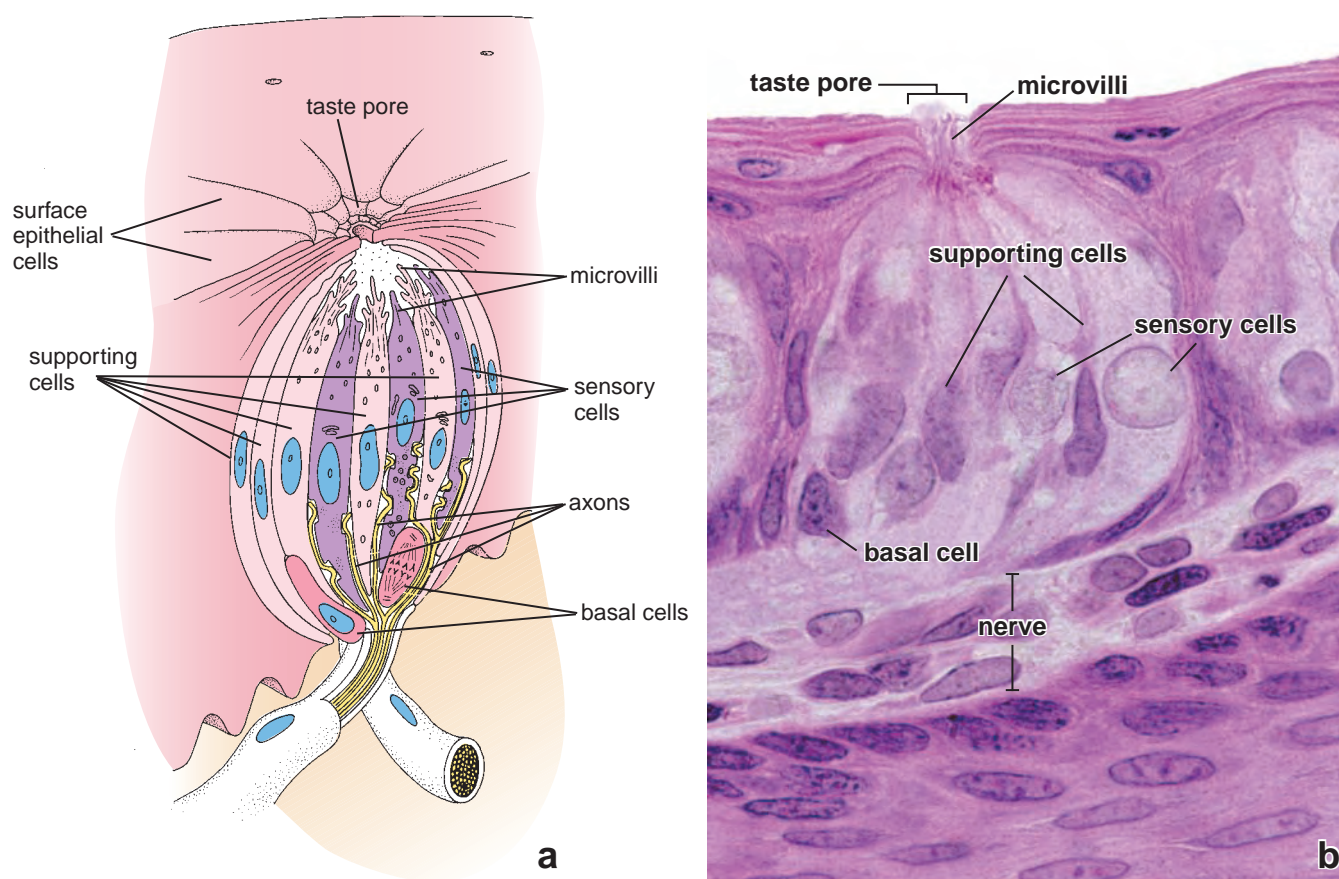 taste pore
surface
epithelial
cells
microvilli
supporting
cells
sensory
cells
axons
basal cells
a
taste pore
microvilli
supporting cells
sensory cells
basal cell
nerve
b